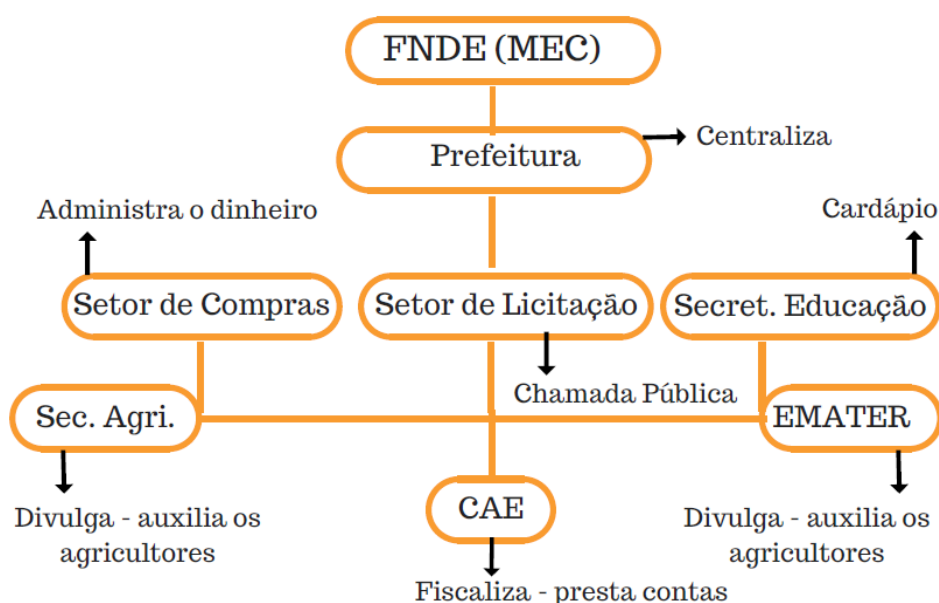 FNDE (MEC)
Prefeitura
Centraliza
Administra o dinheiro
Cardápio
Setor de Compras
Setor de Licitação
Secret. Educação
Chamada Pública
Sec. Agri.
EMATER
CAE
Divulga - auxilia os
agricultores
Divulga - auxilia os
agricultores
Fiscaliza - presta contas